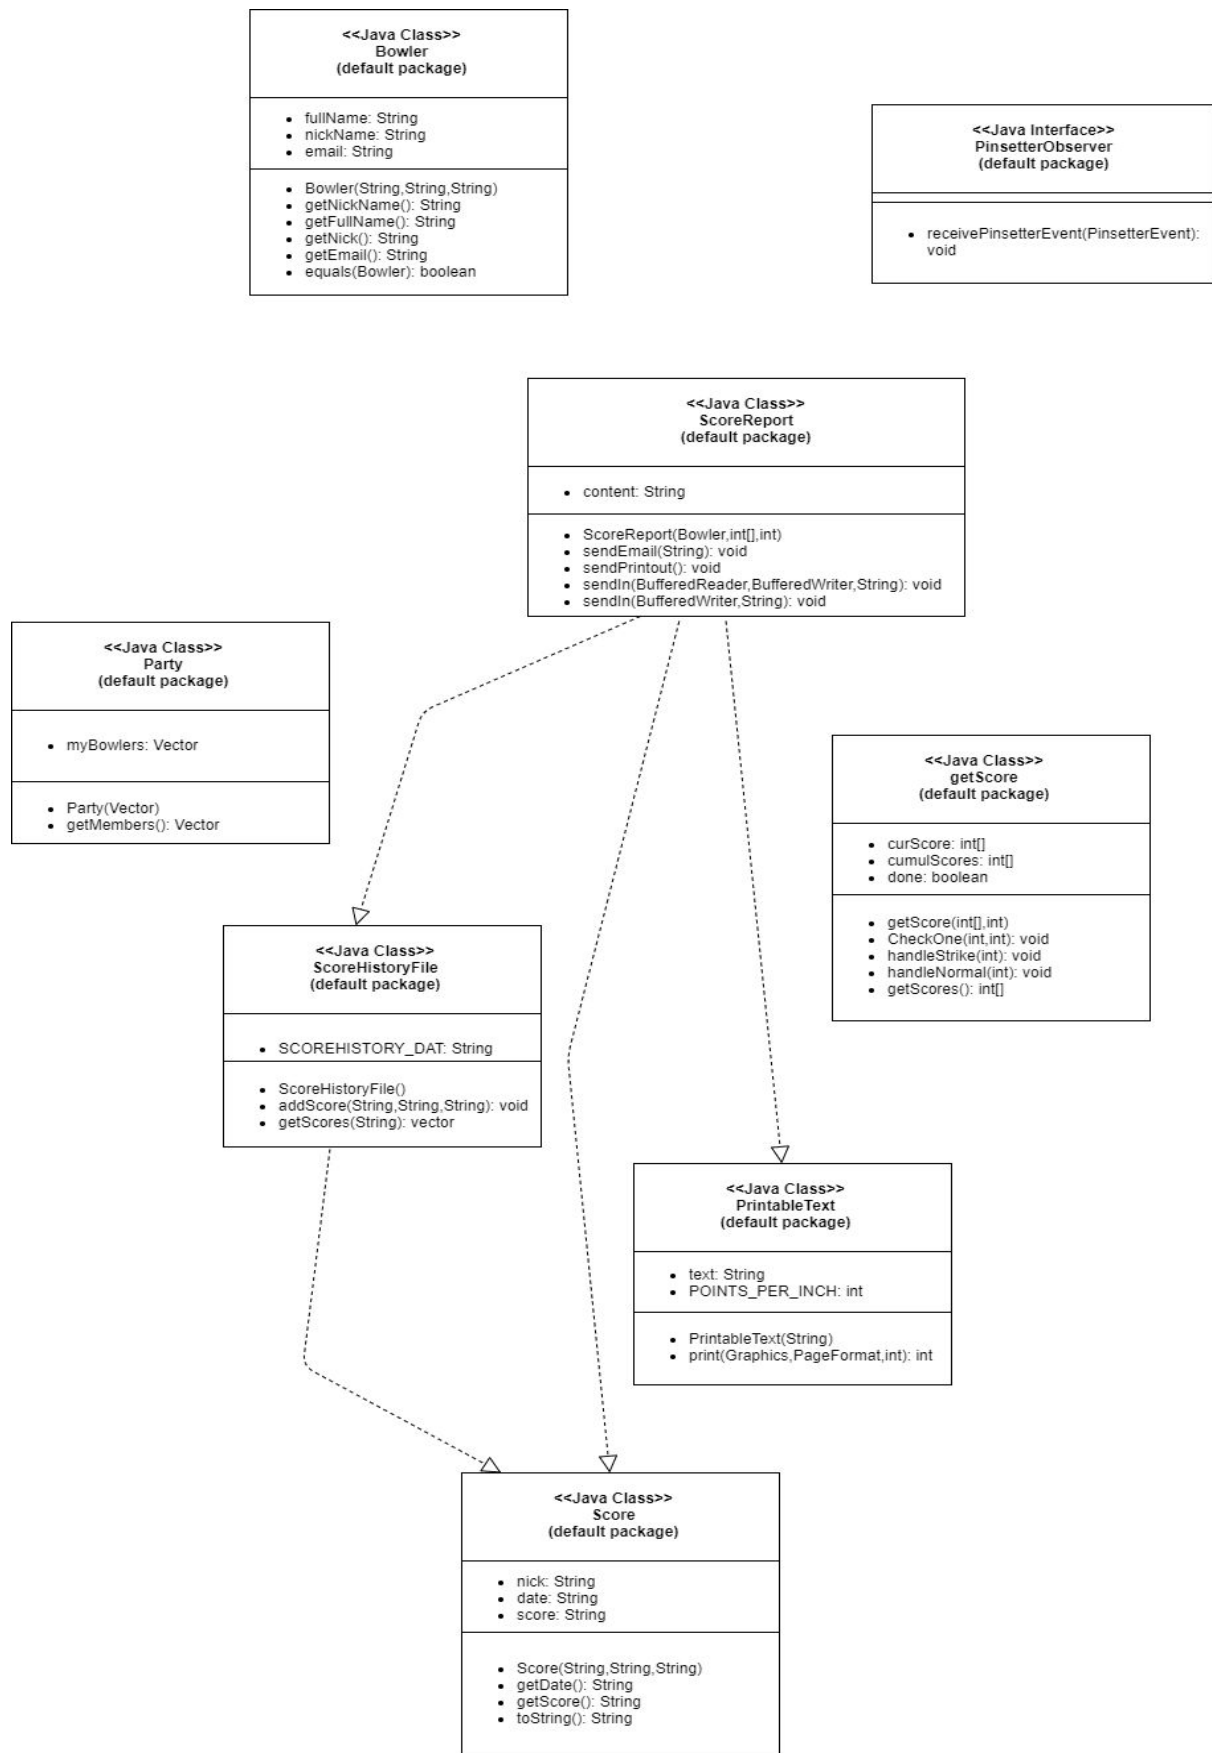 <<Java Class>>
Bowler
(default package)
• fullName: String
• nickName: String
• email: String
• Bowler(String,String,String)
• getNickName(): String
• getFullName(): String
• getNick(): String
• getEmail(): String
• equals(Bowler): boolean
<<Java Interface>>
PinsetterObserver
(default package)
• receivePinsetterEvent(PinsetterEvent):
void
<<Java Class>>
ScoreReport
(default package)
• content: String
• ScoreReport(Bowler,int[],int)
• sendEmail(String): void
• sendPrintout(): void
• sendIn(BufferedReader,BufferedWriter,String): void
• sendIn(BufferedWriter,String): void
<<Java Class>>
Party
(default package)
• myBowlers: Vector
• Party(Vector)
• getMembers(): Vector
<<Java Class>>
getScore
(default package)
• curScore: int[]
• cumulScores: int[]
• done: boolean
• getScore(int[],int)
• CheckOne(int,int): void
• handleStrike(int): void
• handleNormal(int): void
• getScores(): int[]
<<Java Class>>
ScoreHistoryFile
(default package)
• SCOREHISTORY_DAT: String
• ScoreHistoryFile()
• addScore(String,String,String): void
• getScores(String): vector
<<Java Class>>
PrintableText
(default package)
• text: String
• POINTS_PER_INCH: int
• PrintableText(String)
• print(Graphics,PageFormat,int): int
<<Java Class>>
Score
(default package)
• nick: String
• date: String
• score: String
• Score(String,String,String)
• getDate(): String
• getScore(): String
• toString(): String